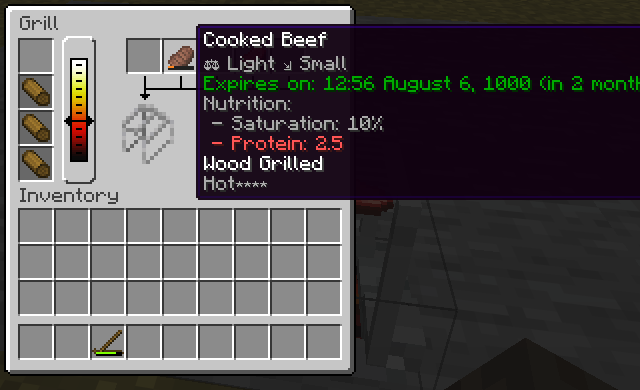 Grill
Cooked Beef
⚖ Light ⇲ Small
Expires on: 12:56 August 6, 1000 (in 2 month
Nutrition:
– Saturation: 10%
– Protein: 2.5
Wood Grilled
Hot****
Inventory